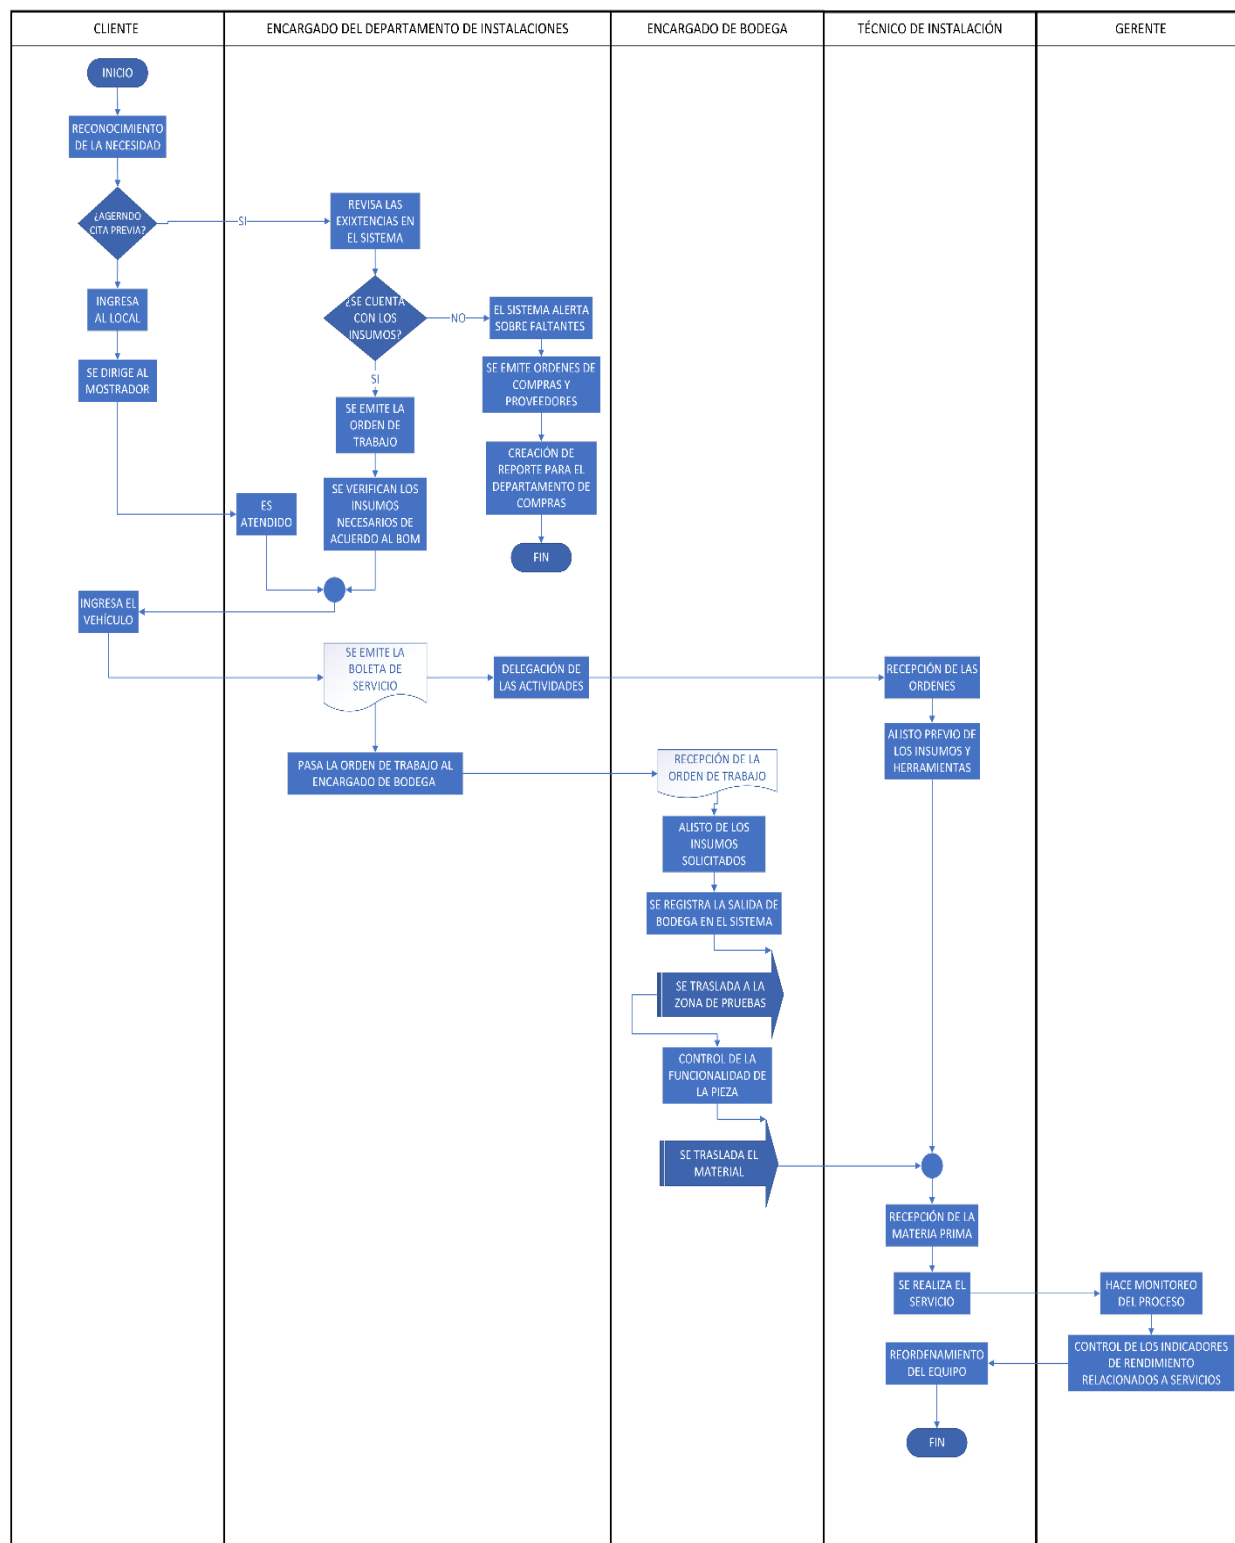 CLIENTE
ENCARGADO DEL DEPARTAMENTO DE INSTALACIONES
ENCARGADO DE BODEGA
TÉCNICO DE INSTALACIÓN
GERENTE
INICIO
RECONOCIMIENTO
DE LA NECESIDAD
¿AGERNDO
CITA PREVIA?
SI
REVISA LAS
EXIXTENCIAS EN
EL SISTEMA
INGRESA
AL LOCAL
¿SE CUENTA
CON LOS
INSUMOS?
NO
EL SISTEMA ALERTA
SOBRE FALTANTES
SE DIRIGE AL
MOSTRADOR
SI
SE EMITE ORDENES DE
COMPRAS Y
PROVEEDORES
SE EMITE LA
ORDEN DE
TRABAJO
CREACIÓN DE
REPORTE PARA EL
DEPARTAMENTO DE
COMPRAS
ES
ATENDIDO
SE VERIFICAN LOS
INSUMOS
NECESARIOS DE
ACUERDO AL BOM
FIN
INGRESA EL
VEHÍCULO
SE EMITE LA
BOLETA DE
SERVICIO
DELEGACIÓN DE
LAS ACTIVIDADES
RECEPCIÓN DE LAS
ORDENES
ALISTO PREVIO DE
LOS INSUMOS Y
HERRAMIENTAS
PASA LA ORDEN DE TRABAJO AL
ENCARGADO DE BODEGA
RECEPCIÓN DE LA
ORDEN DE TRABAJO
ALISTO DE LOS
INSUMOS
SOLICITADOS
SE REGISTRA LA SALIDA DE
BODEGA EN EL SISTEMA
SE TRASLADA A LA
ZONA DE PRUEBAS
CONTROL DE LA
FUNCIONALIDAD DE
LA PIEZA
SE TRASLADA EL
MATERIAL
RECEPCIÓN DE LA
MATERIA PRIMA
SE REALIZA EL
SERVICIO
HACE MONITOREO
DEL PROCESO
CONTROL DE LOS INDICADORES
DE RENDIMIENTO
RELACIONADOS A SERVICIOS
REORDENAMIENTO
DEL EQUIPO
FIN